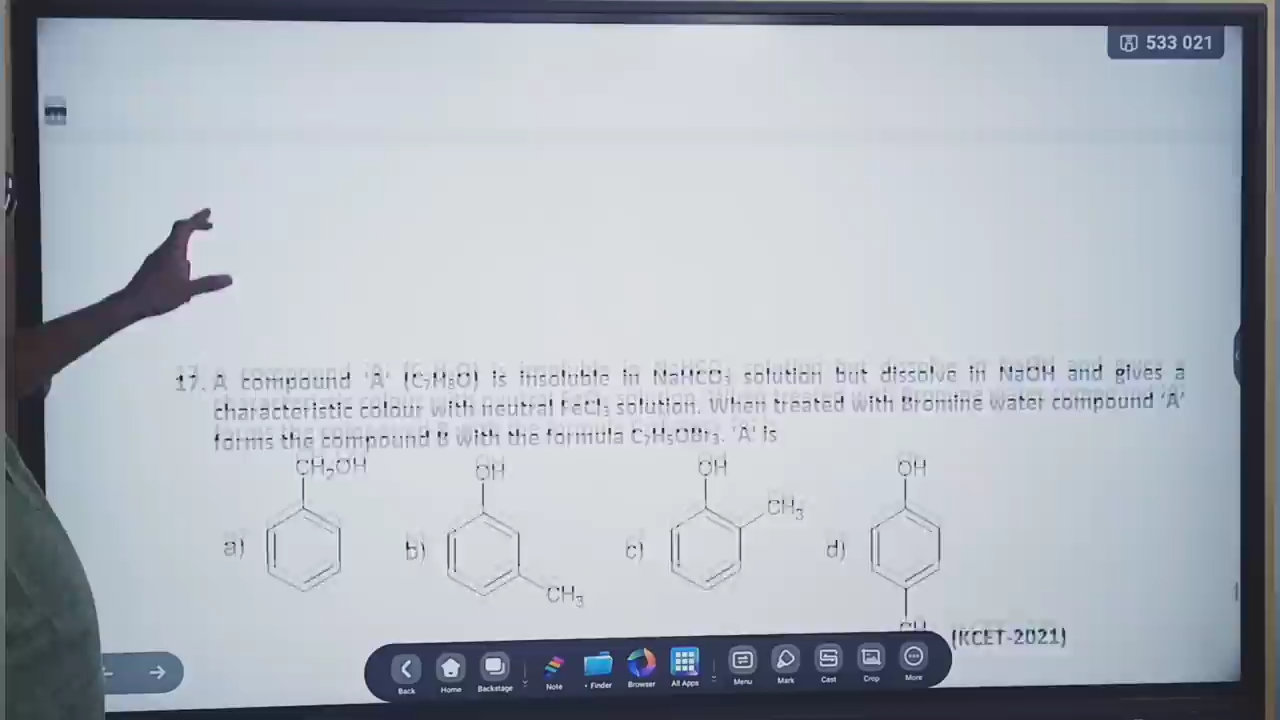 533 021
17. A compound 'A' (C₇H₈O) is insoluble in NaHCO₃ solution but dissolve in NaOH and gives a
characteristic colour with neutral FeCl₃ solution. When treated with Bromine water compound 'A'
forms the compound B with the formula C₇H₅OBr₃. 'A' is
CH₂OH OH OH OH
CH₃
a) b) c) d)
CH₃
(KCET-2021)
Back Home Backstage Note Finder Browser All Apps Menu Mark Cast Crop More